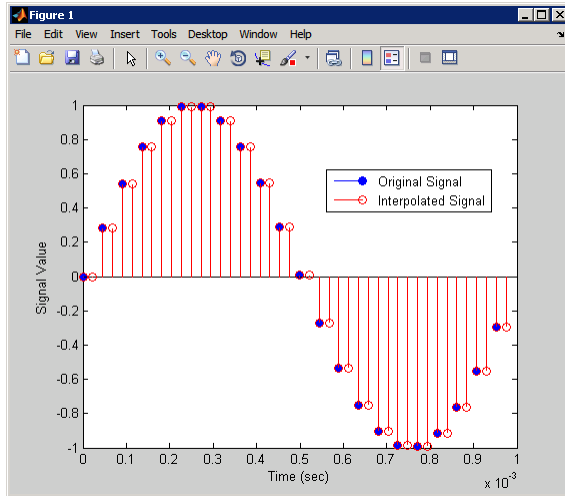 Figure 1
File Edit View Insert Tools Desktop Window Help
1
0.8
0.6
0.4
0.2
0
-0.2
-0.4
-0.6
-0.8
-1
Signal Value
Original Signal
Interpolated Signal
0 0.1 0.2 0.3 0.4 0.5 0.6 0.7 0.8 0.9 1
Time (sec)
x 10^-3